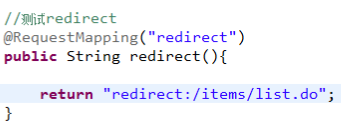 //测试redirect
@RequestMapping("redirect")
public String redirect(){
return "redirect:/items/list.do";
}